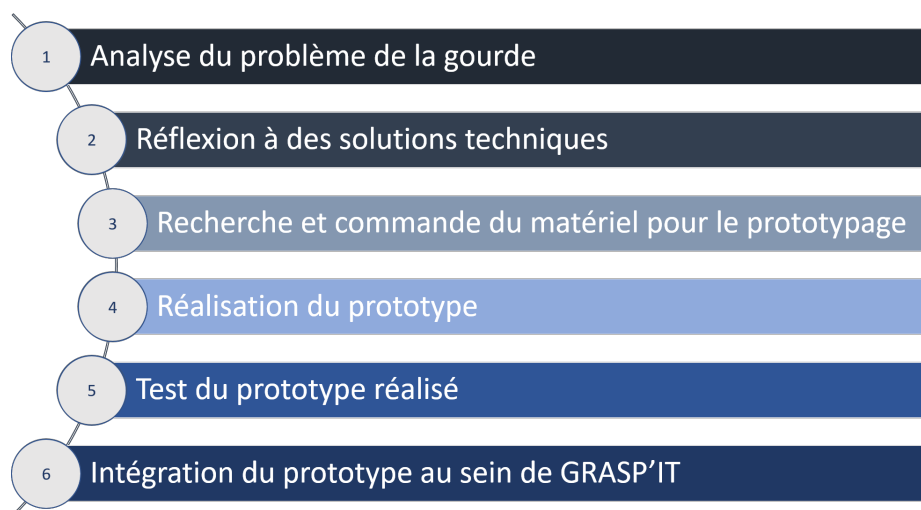 1 Analyse du problème de la gourde
2 Réflexion à des solutions techniques
3 Recherche et commande du matériel pour le prototypage
4 Réalisation du prototype
5 Test du prototype réalisé
6 Intégration du prototype au sein de GRASP’IT